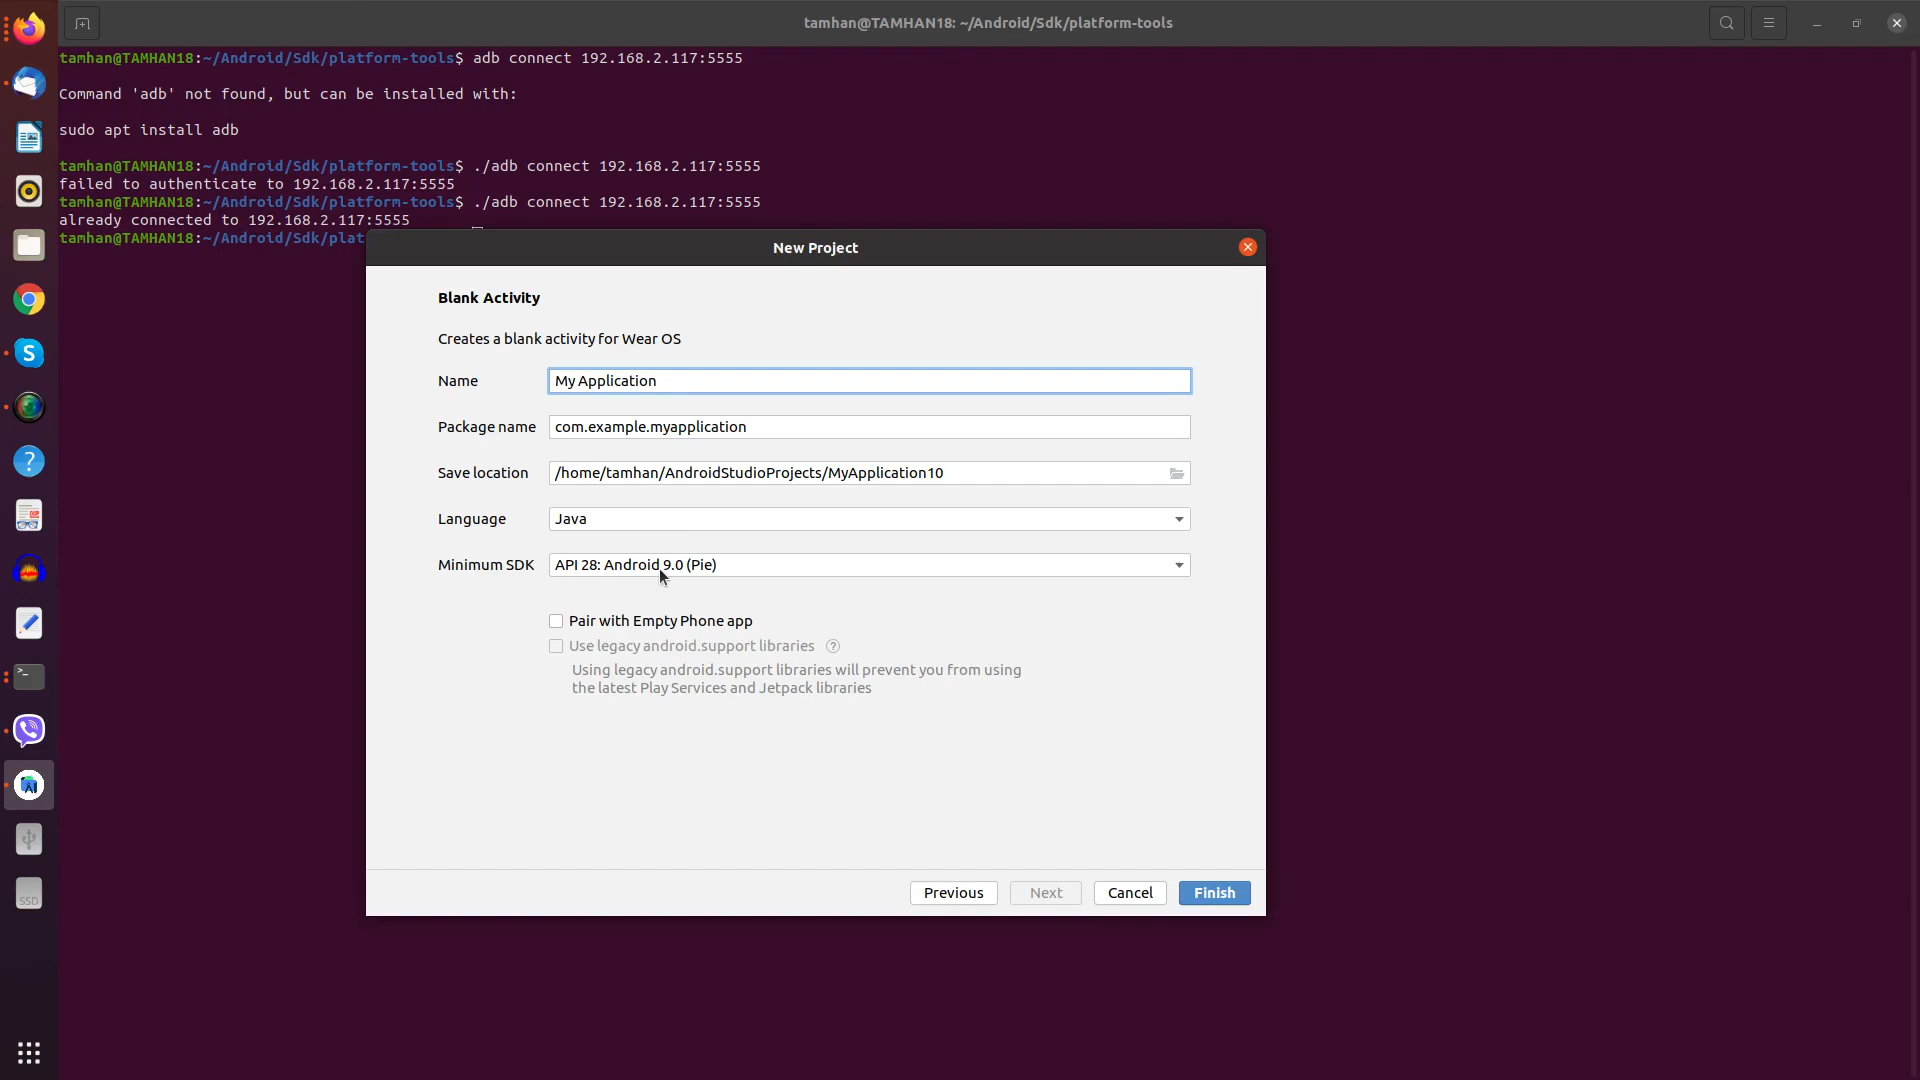 tamhan@TAMHAN18: ~/Android/Sdk/platform-tools
tamhan@TAMHAN18:~/Android/Sdk/platform-tools$ adb connect 192.168.2.117:5555
Command 'adb' not found, but can be installed with:
sudo apt install adb
tamhan@TAMHAN18:~/Android/Sdk/platform-tools$ ./adb connect 192.168.2.117:5555
failed to authenticate to 192.168.2.117:5555
tamhan@TAMHAN18:~/Android/Sdk/platform-tools$ ./adb connect 192.168.2.117:5555
already connected to 192.168.2.117:5555
tamhan@TAMHAN18:~/Android/Sdk/plat
New Project
Blank Activity
Creates a blank activity for Wear OS
Name My Application
Package name com.example.myapplication
Save location /home/tamhan/AndroidStudioProjects/MyApplication10
Language Java
Minimum SDK API 28: Android 9.0 (Pie)
Pair with Empty Phone app
Use legacy android.support libraries ?
Using legacy android.support libraries will prevent you from using
the latest Play Services and Jetpack libraries
Previous Next Cancel Finish
SSD